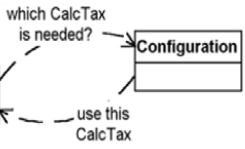 which CalcTax
is needed?
Configuration
use this
CalcTax